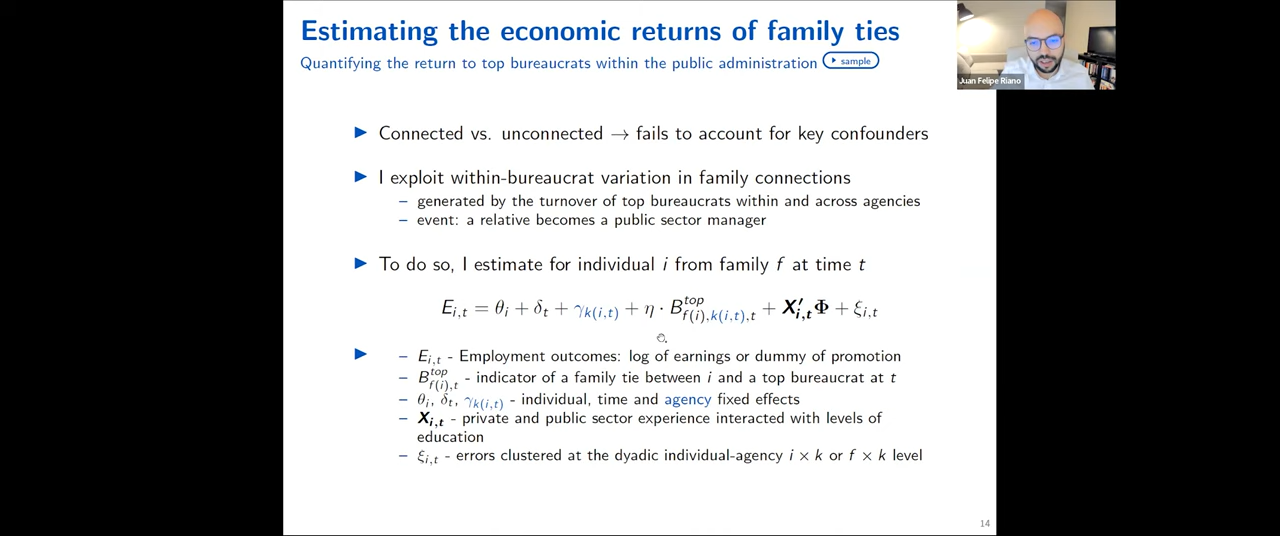 Estimating the economic returns of family ties
Quantifying the return to top bureaucrats within the public administration ▸ sample
Juan Felipe Riano
▶ Connected vs. unconnected → fails to account for key confounders
▶ I exploit within-bureaucrat variation in family connections
– generated by the turnover of top bureaucrats within and across agencies
– event: a relative becomes a public sector manager
▶ To do so, I estimate for individual i from family f at time t
E_{i,t} = θ_i + δ_t + γ_{k(i,t)} + η · B^{top}_{f(i),k(i,t),t} + X′_{i,t}Φ + ξ_{i,t}
▶ – E_{i,t} - Employment outcomes: log of earnings or dummy of promotion
– B^{top}_{f(i),t} - indicator of a family tie between i and a top bureaucrat at t
– θ_i, δ_t, γ_{k(i,t)} - individual, time and agency fixed effects
– X_{i,t} - private and public sector experience interacted with levels of
education
– ξ_{i,t} - errors clustered at the dyadic individual-agency i × k or f × k level
14